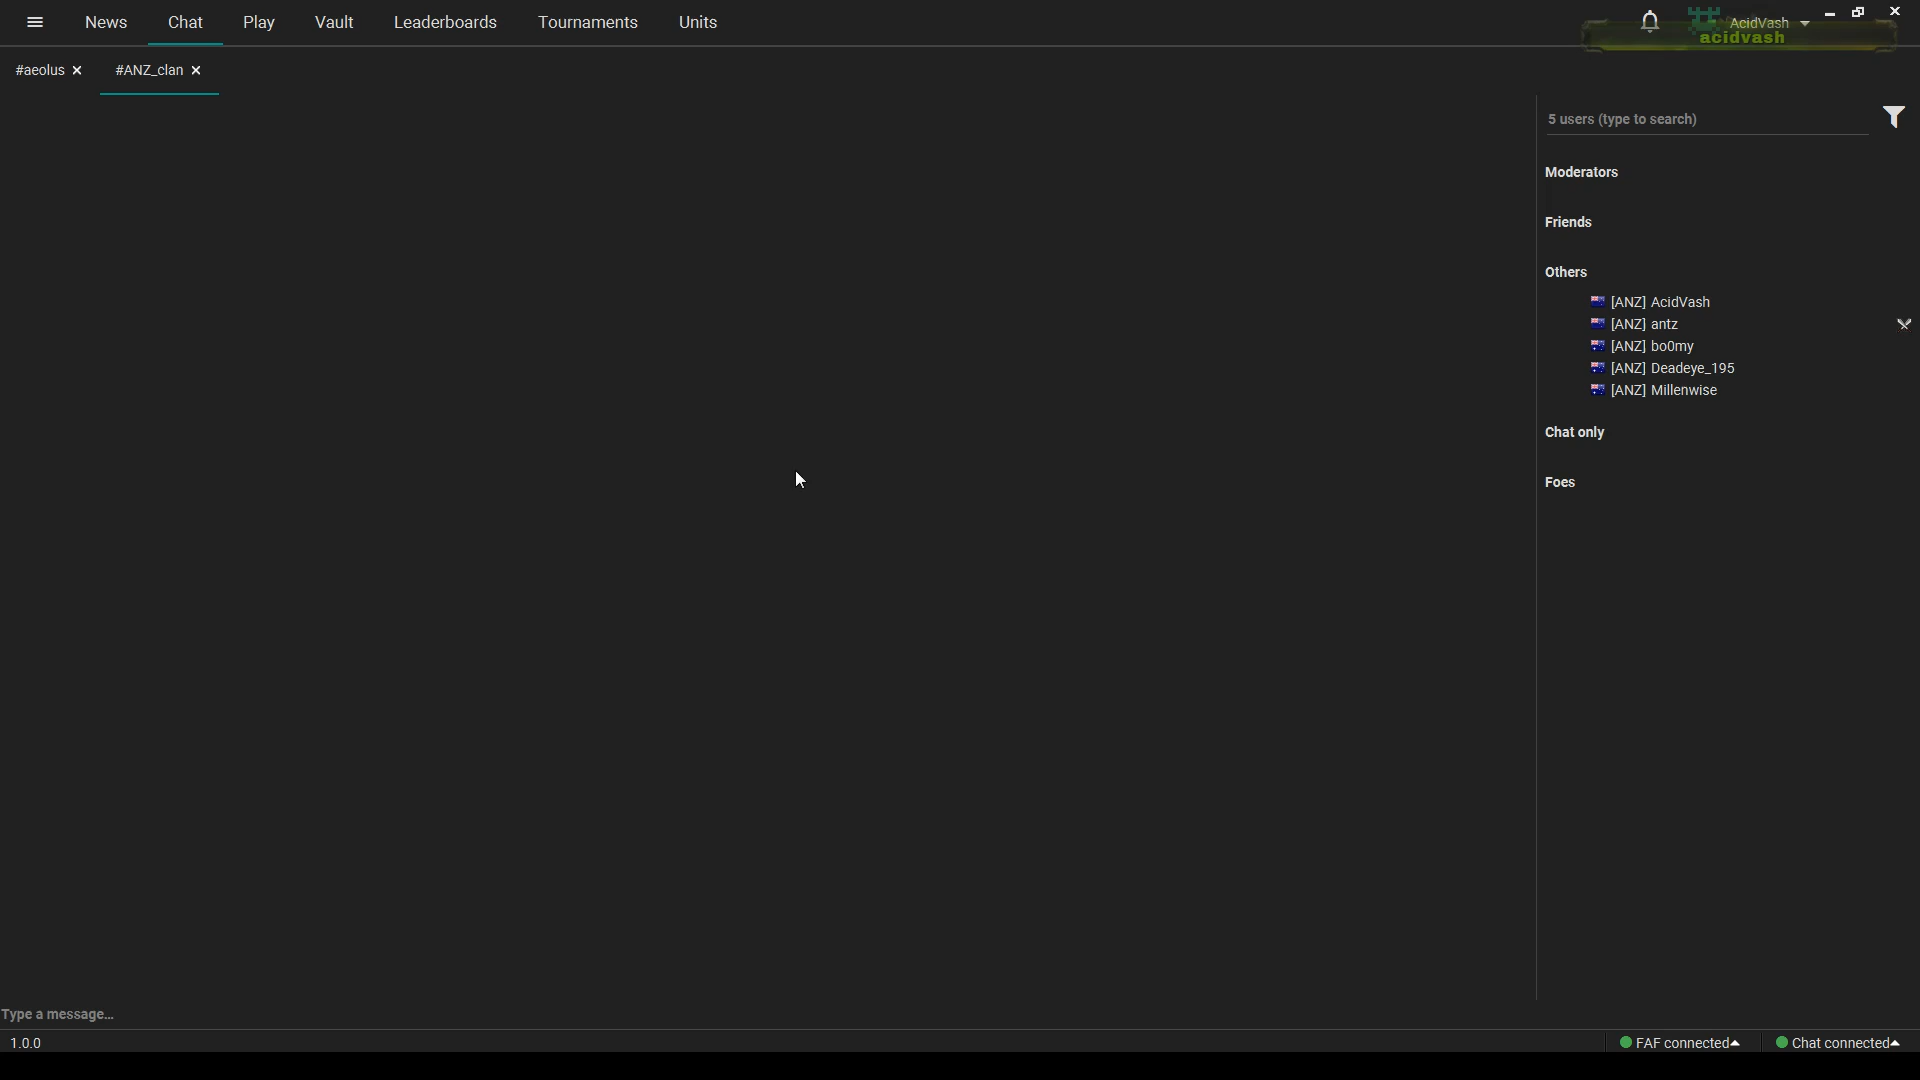 News Chat Play Vault Leaderboards Tournaments Units AcidVash
acidvash
#aeolus #ANZ_clan
5 users (type to search)
Moderators
Friends
Others
[ANZ] AcidVash
[ANZ] antz
[ANZ] bo0my
[ANZ] Deadeye_195
[ANZ] Millenwise
Chat only
Foes
Type a message...
1.0.0 FAF connected Chat connected